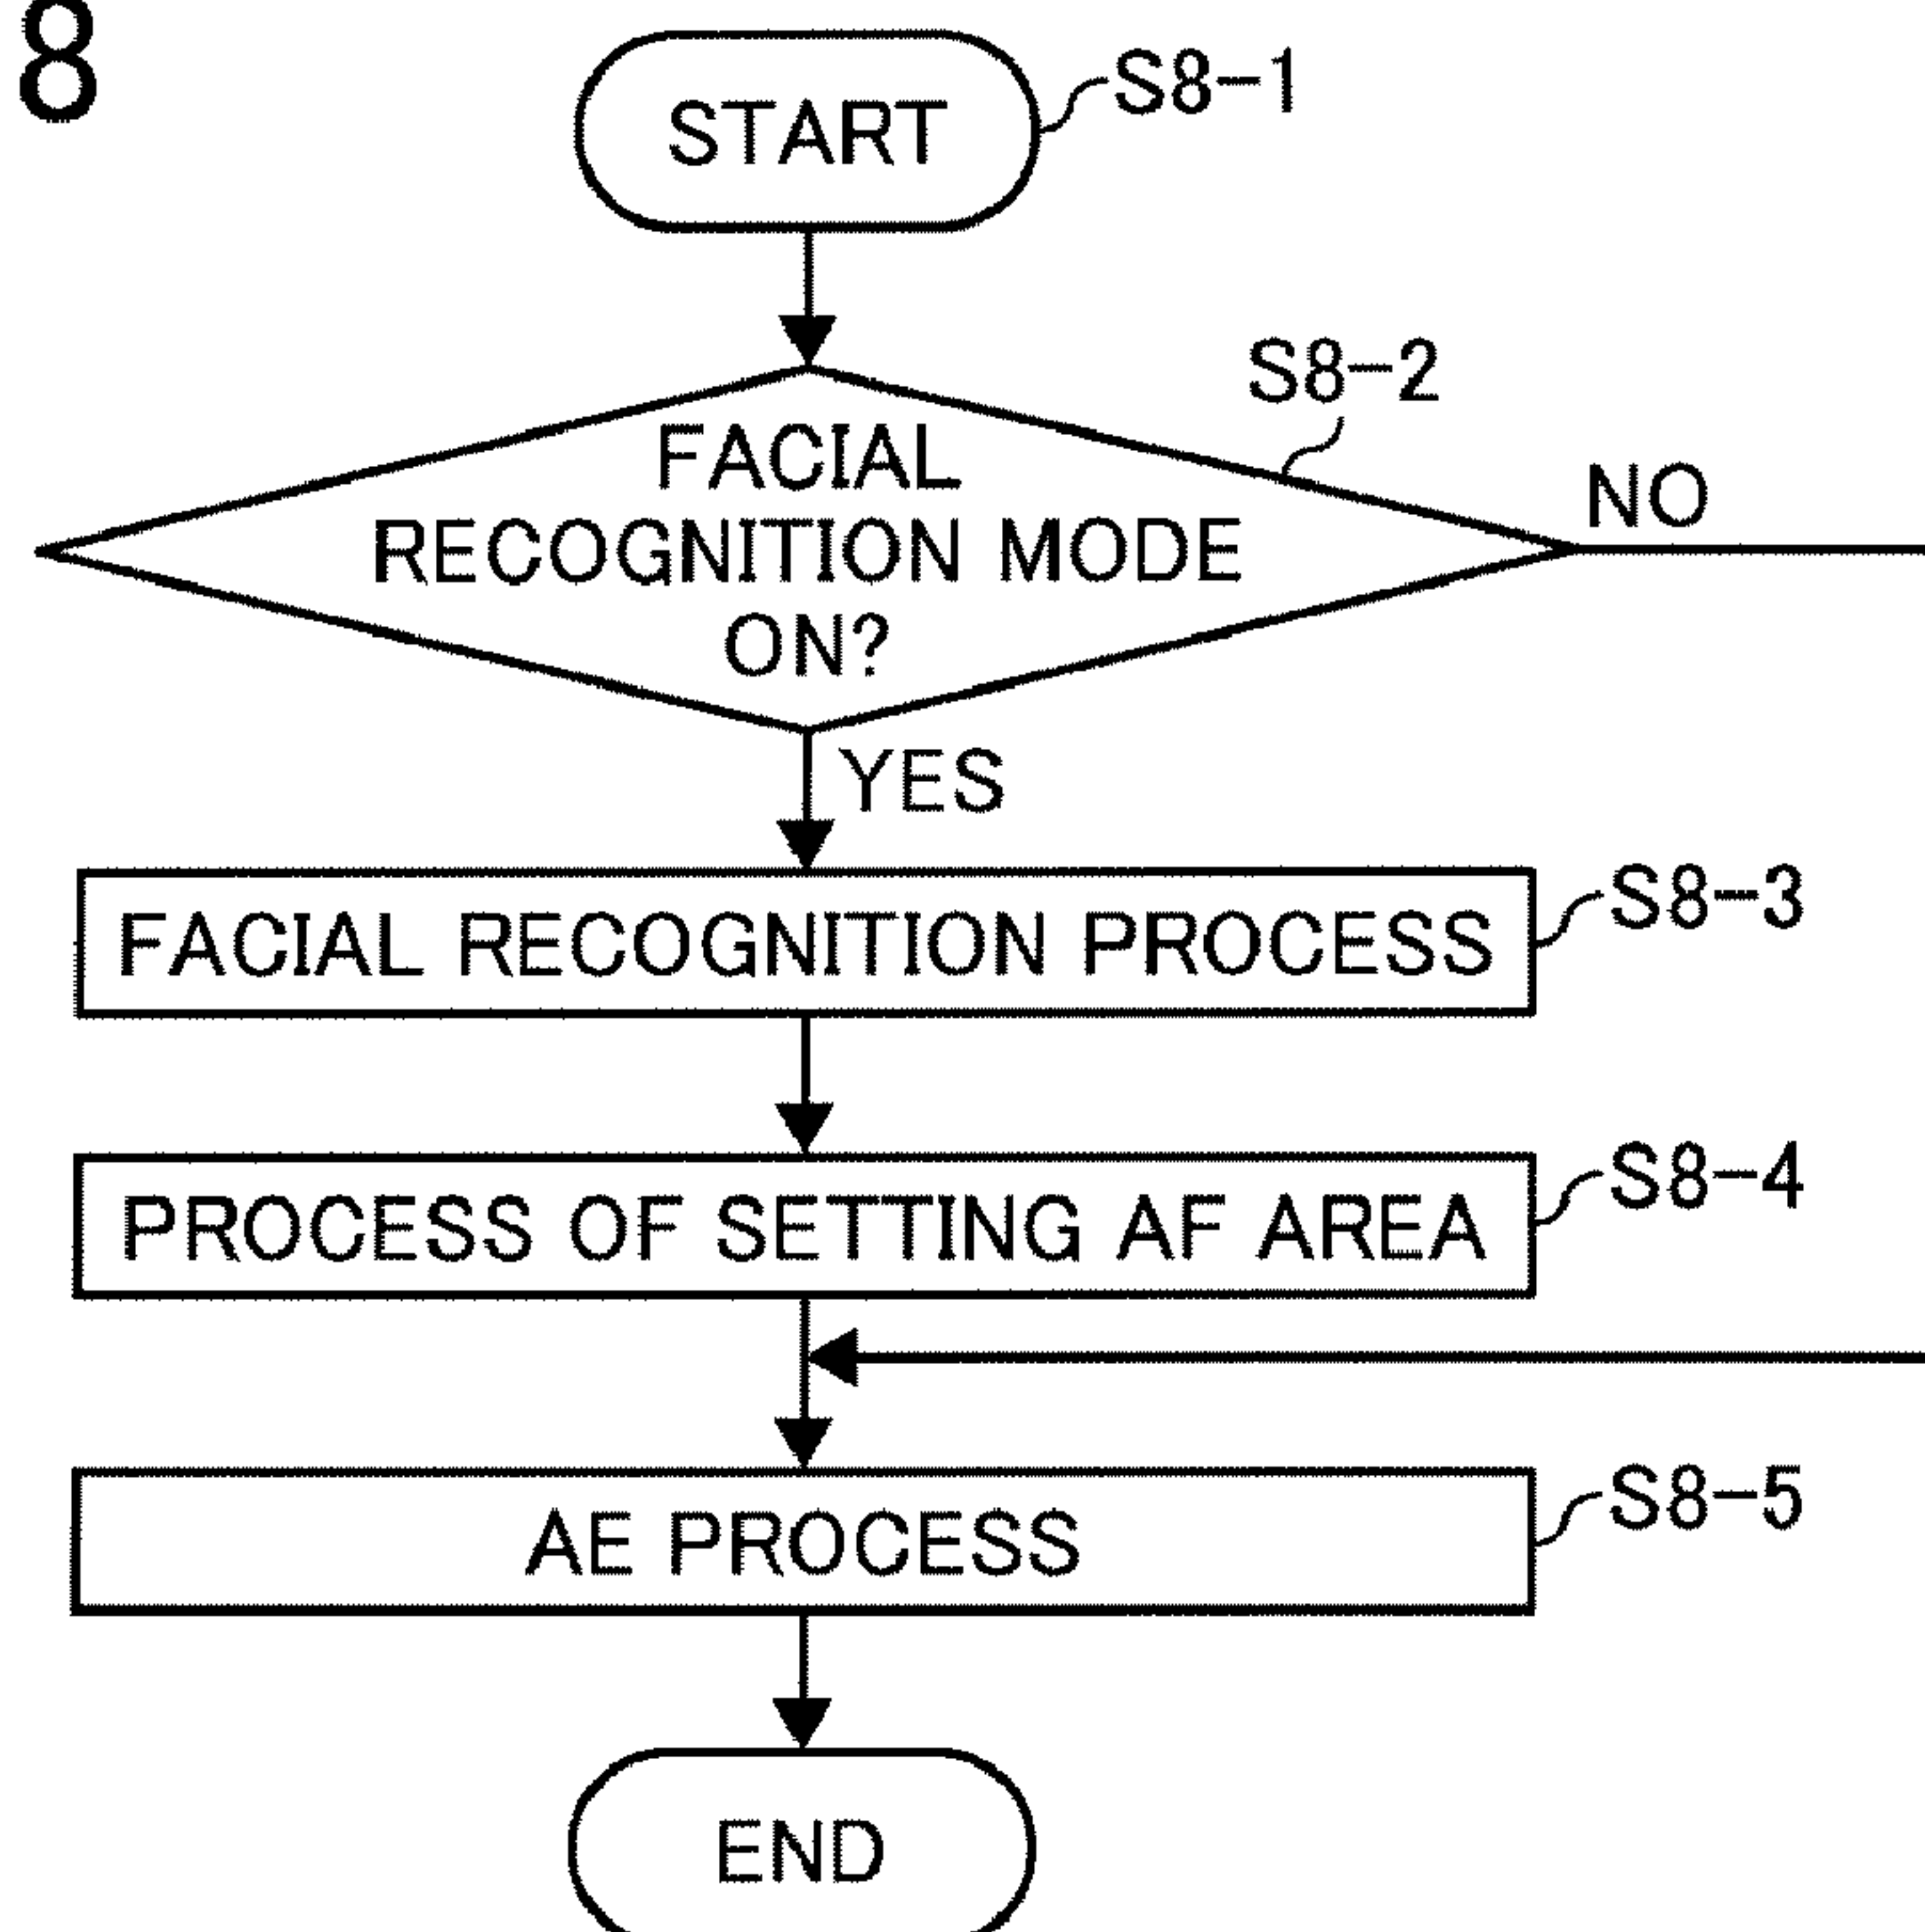 8
START
S8-1
S8-2
FACIAL
RECOGNITION MODE
ON?
NO
YES
FACIAL RECOGNITION PROCESS
S8-3
PROCESS OF SETTING AF AREA
S8-4
AE PROCESS
S8-5
END